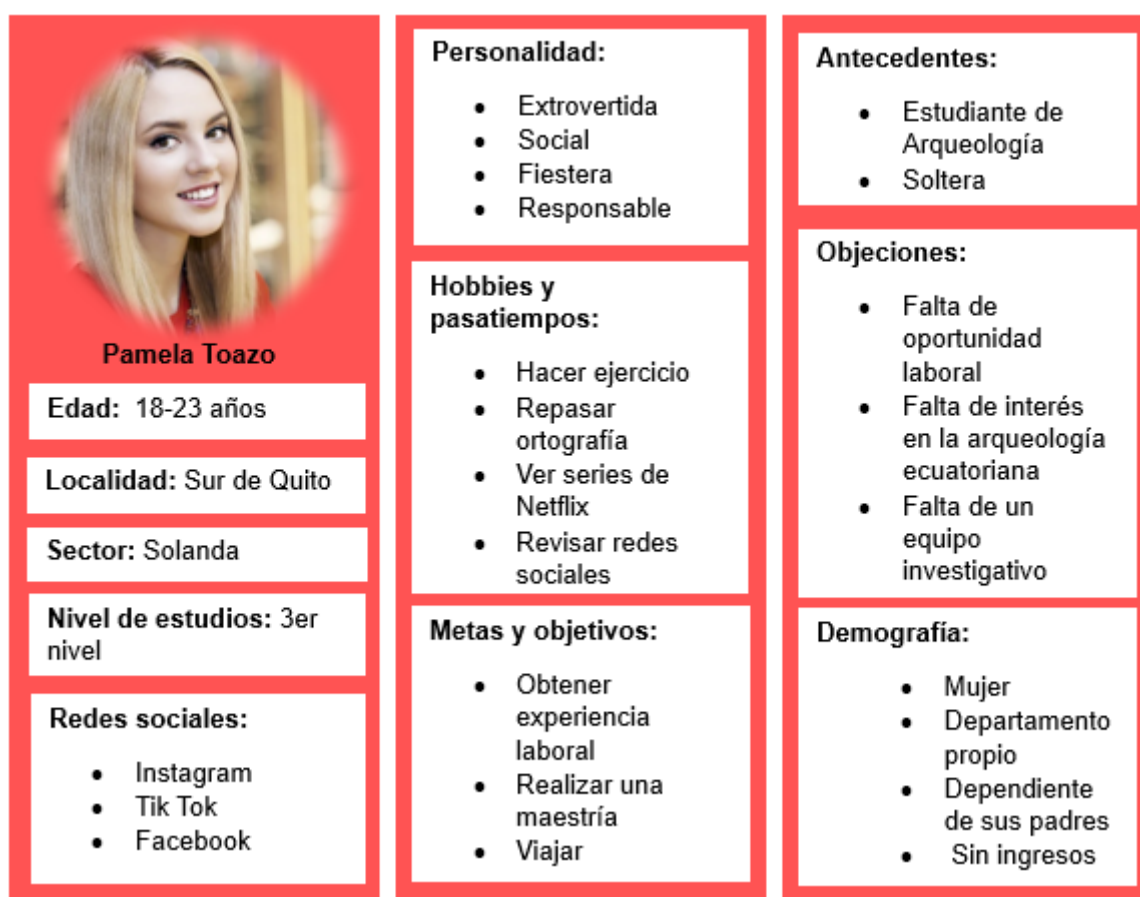 Pamela Toazo
Edad: 18-23 años
Localidad: Sur de Quito
Sector: Solanda
Nivel de estudios: 3er
nivel
Redes sociales:
• Instagram
• Tik Tok
• Facebook
Personalidad:
• Extrovertida
• Social
• Fiestera
• Responsable
Hobbies y
pasatiempos:
• Hacer ejercicio
• Repasar
ortografía
• Ver series de
Netflix
• Revisar redes
sociales
Metas y objetivos:
• Obtener
experiencia
laboral
• Realizar una
maestría
• Viajar
Antecedentes:
• Estudiante de
Arqueología
• Soltera
Objeciones:
• Falta de
oportunidad
laboral
• Falta de interés
en la arqueología
ecuatoriana
• Falta de un
equipo
investigativo
Demografía:
• Mujer
• Departamento
propio
• Dependiente
de sus padres
• Sin ingresos